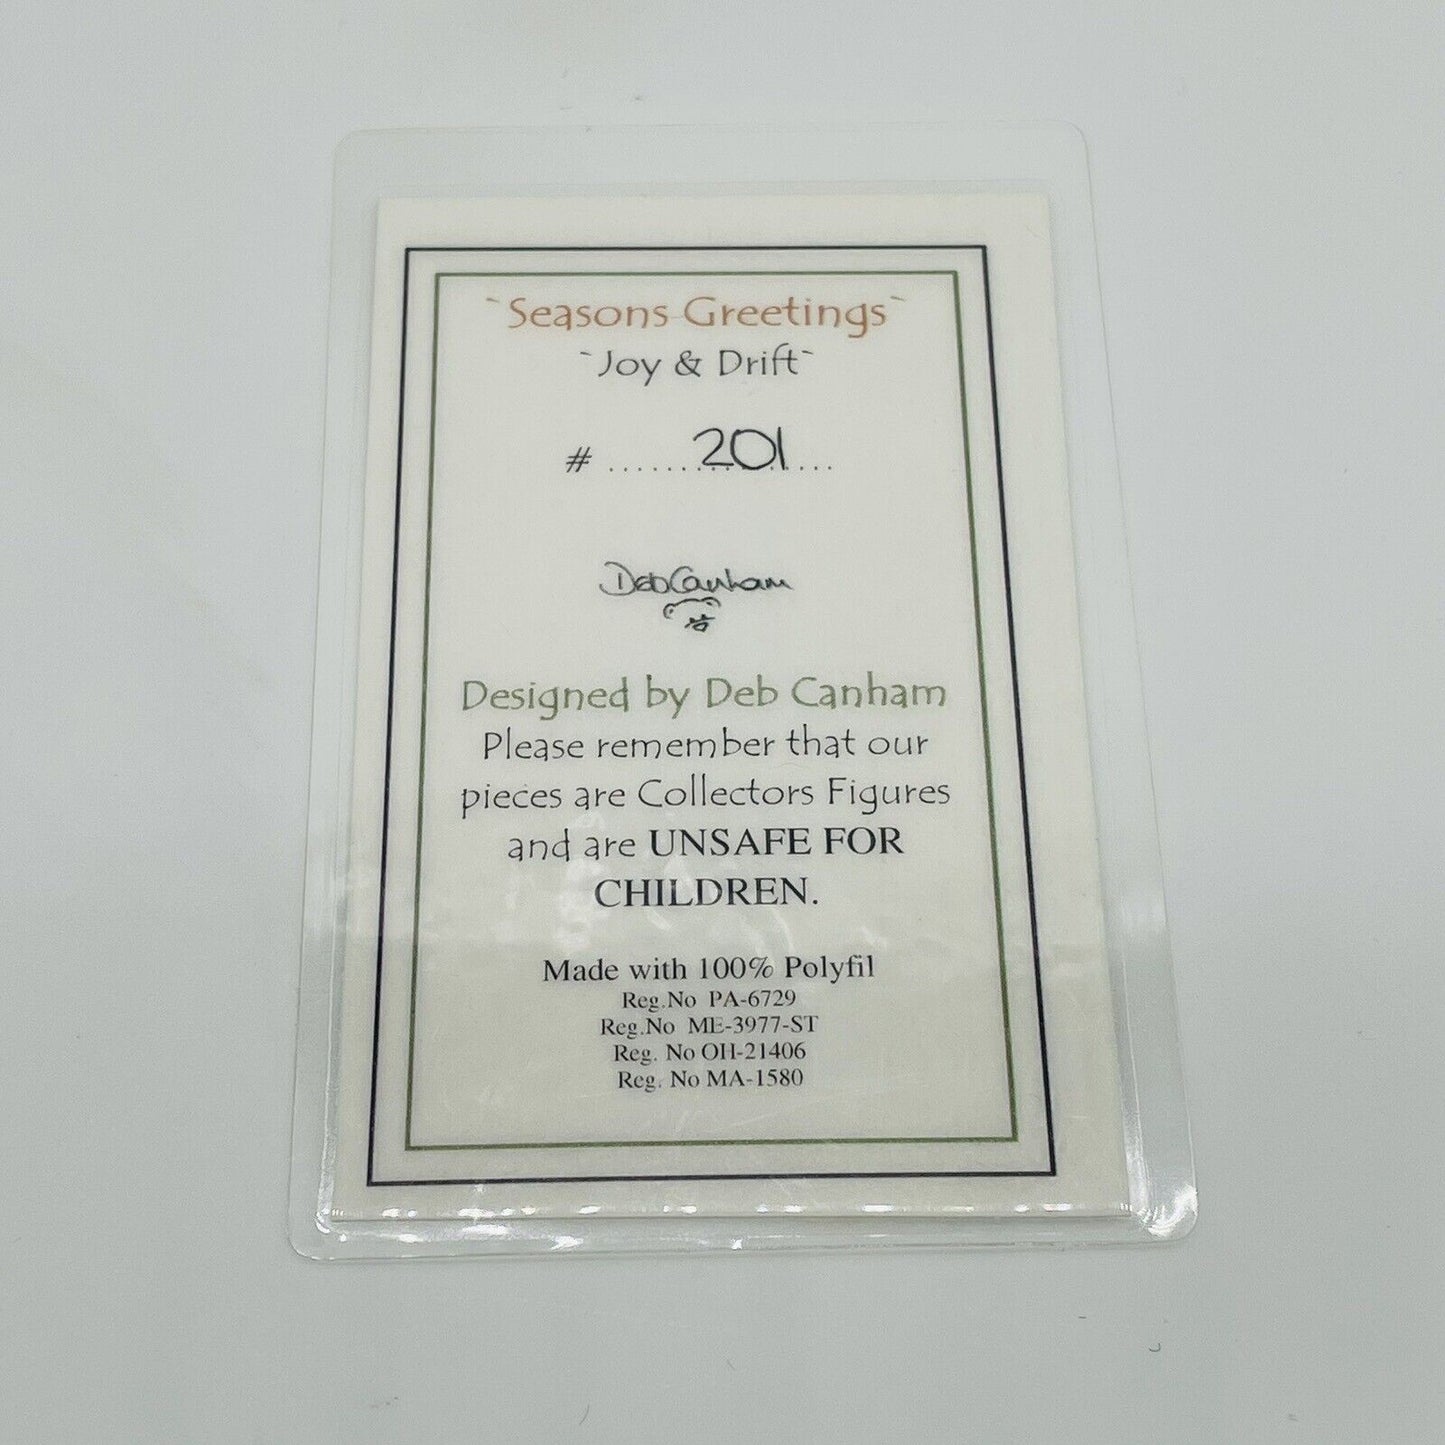 `Seasons Greetings`
`Joy & Drift`
# ......201......
Deb Canham
Designed by Deb Canham
Please remember that our
pieces are Collectors Figures
and are UNSAFE FOR
CHILDREN.
Made with 100% Polyfil
Reg.No PA-6729
Reg.No ME-3977-ST
Reg. No OH-21406
Reg. No MA-1580